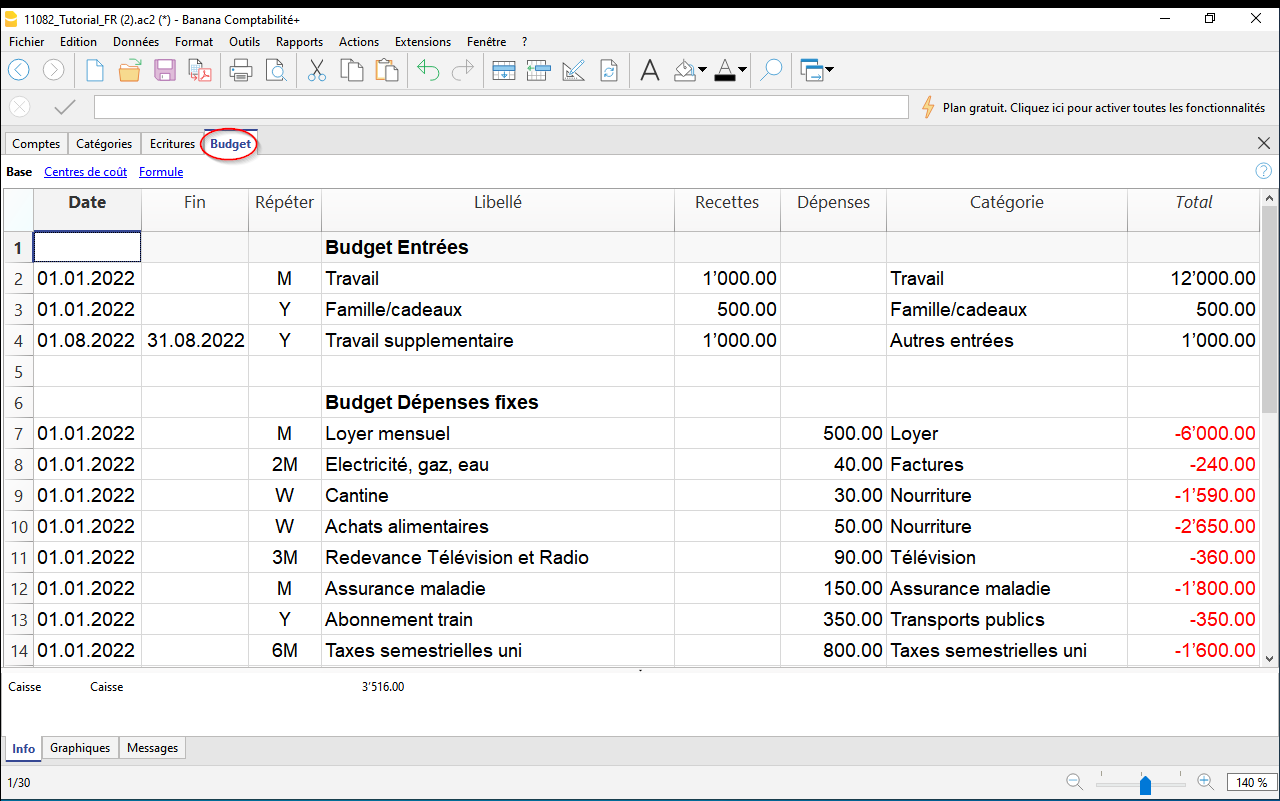 11082_Tutorial_FR (2).ac2 (*) - Banana Comptabilité+
Fichier Edition Données Format Outils Rapports Actions Extensions Fenêtre ?
Plan gratuit. Cliquez ici pour activer toutes les fonctionnalités
Comptes Catégories Ecritures Budget
Base Centres de coût Formule
Date Fin Répéter Libellé Recettes Dépenses Catégorie Total
1 Budget Entrées
2 01.01.2022 M Travail 1’000.00 Travail 12’000.00
3 01.01.2022 Y Famille/cadeaux 500.00 Famille/cadeaux 500.00
4 01.08.2022 31.08.2022 Y Travail supplementaire 1’000.00 Autres entrées 1’000.00
5
6 Budget Dépenses fixes
7 01.01.2022 M Loyer mensuel 500.00 Loyer -6’000.00
8 01.01.2022 2M Electricité, gaz, eau 40.00 Factures -240.00
9 01.01.2022 W Cantine 30.00 Nourriture -1’590.00
10 01.01.2022 W Achats alimentaires 50.00 Nourriture -2’650.00
11 01.01.2022 3M Redevance Télévision et Radio 90.00 Télévision -360.00
12 01.01.2022 M Assurance maladie 150.00 Assurance maladie -1’800.00
13 01.01.2022 Y Abonnement train 350.00 Transports publics -350.00
14 01.01.2022 6M Taxes semestrielles uni 800.00 Taxes semestrielles uni -1’600.00
Caisse Caisse 3’516.00
Info Graphiques Messages
1/30 140 %